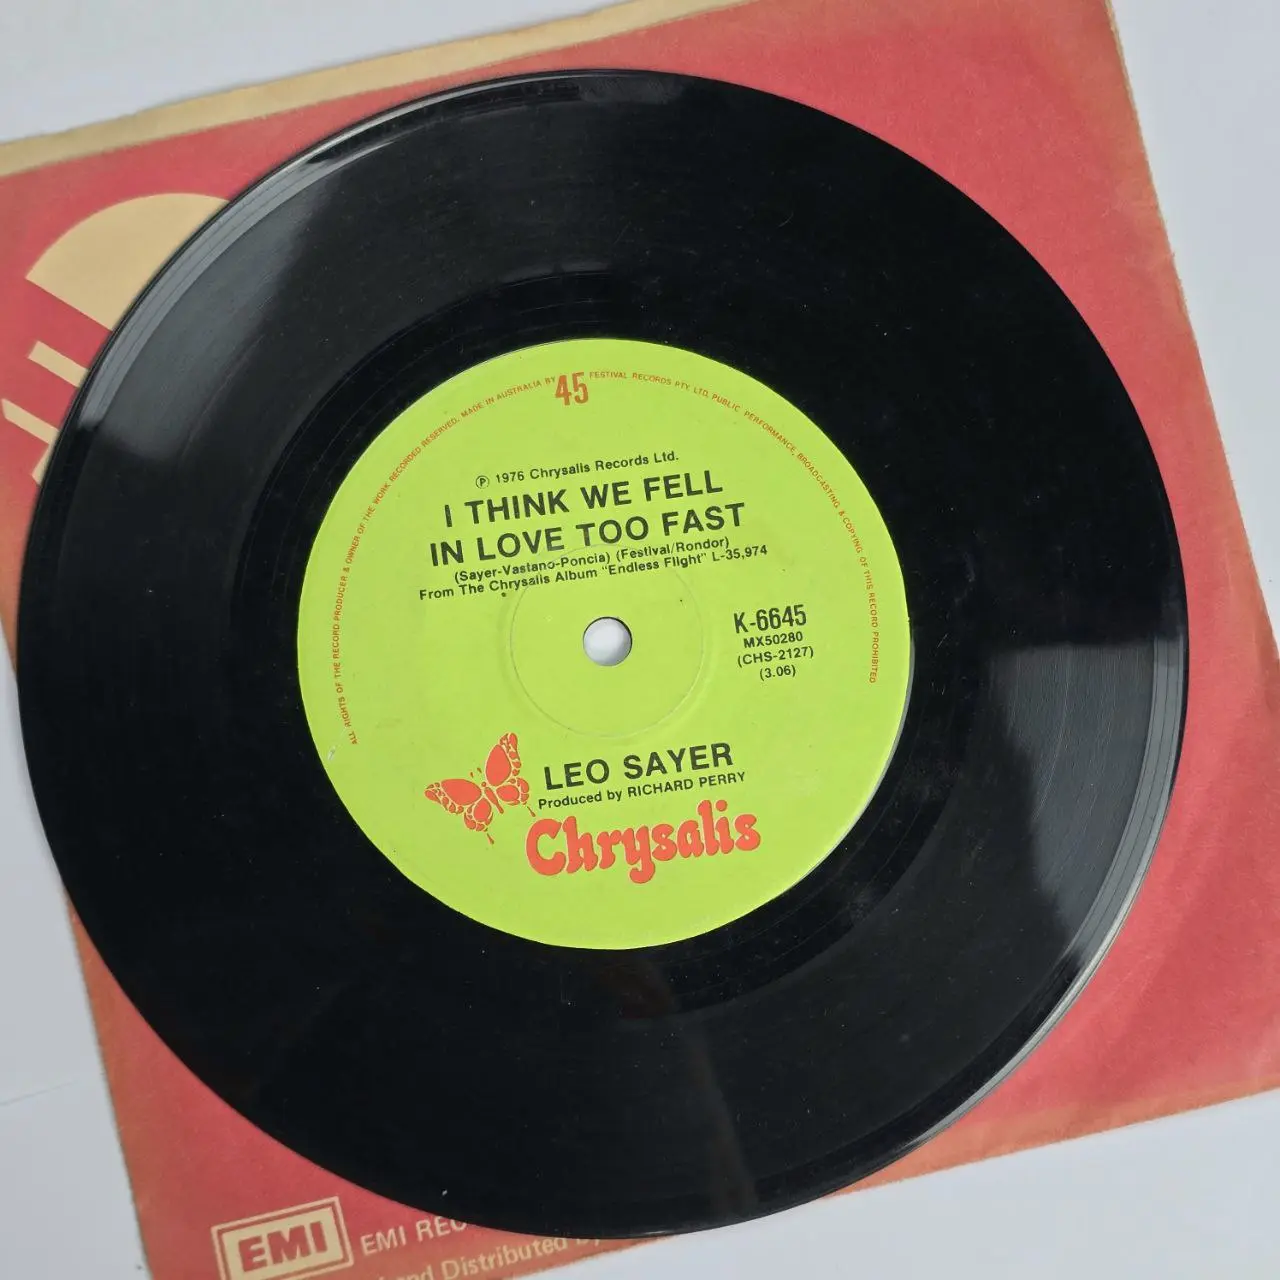 ALL RIGHTS OF THE RECORD PRODUCER & OWNER OF THE WORK RECORDED RESERVED. MADE IN AUSTRALIA BY 45 FESTIVAL RECORDS PTY. LTD. PUBLIC PERFORMANCE, BROADCASTING & COPYING OF THIS RECORD PROHIBITED
℗ 1976 Chrysalis Records Ltd.
I THINK WE FELL
IN LOVE TOO FAST
(Sayer-Vastano-Poncia) (Festival/Rondor)
From The Chrysalis Album "Endless Flight" L-35,974
K-6645
MX50280
(CHS-2127)
(3.06)
LEO SAYER
Produced by RICHARD PERRY
Chrysalis
EMI EMI REC
and Distributed by